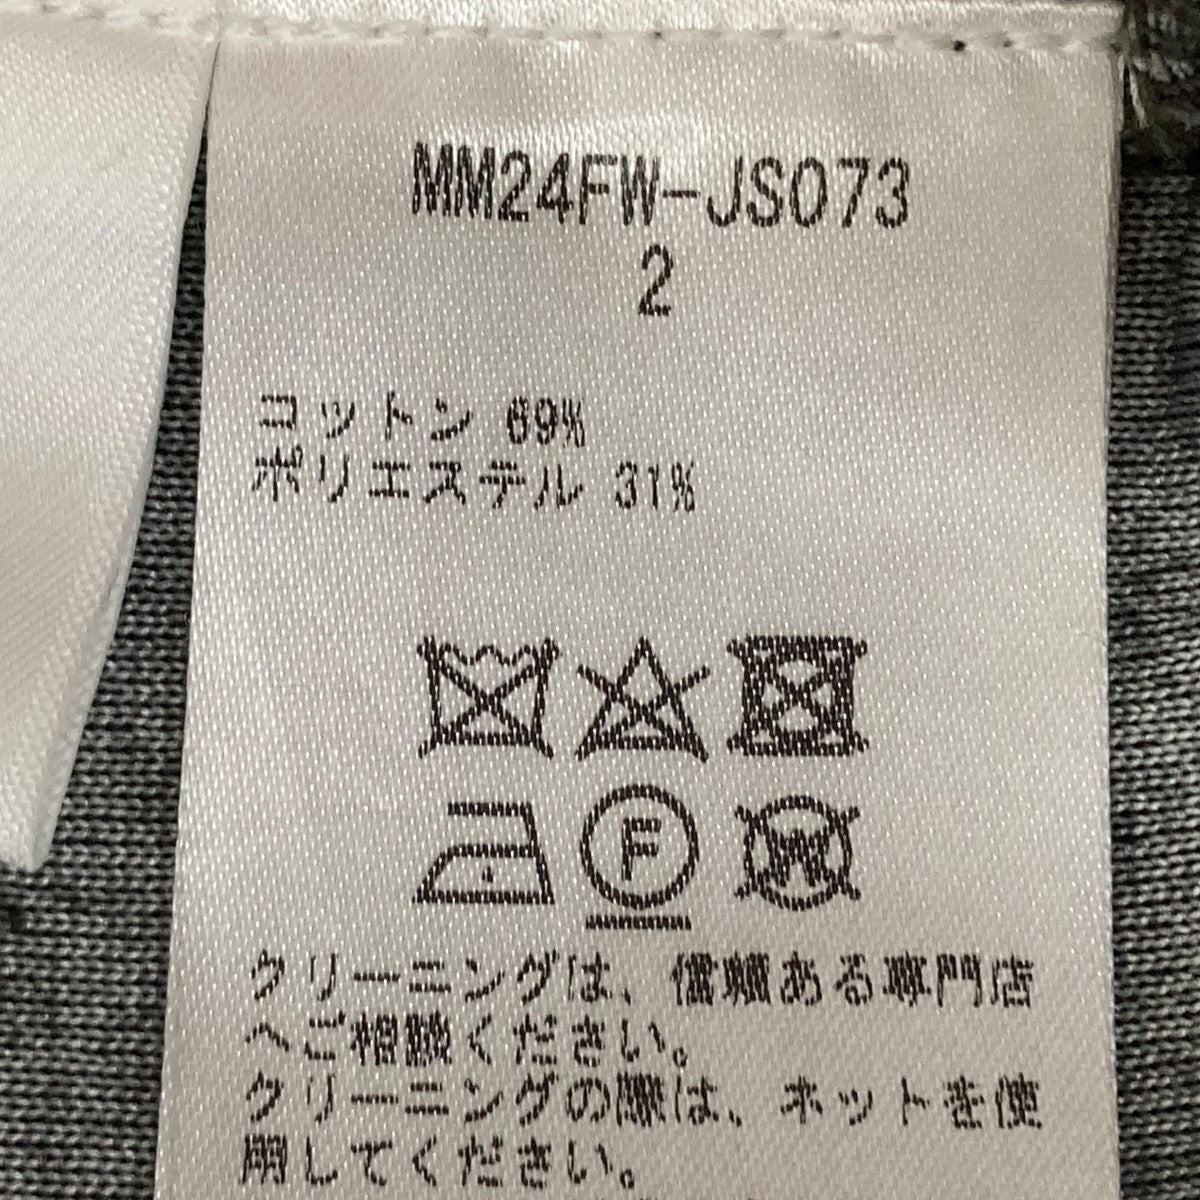 MM24FW-JS073
2
コットン 69%
ポリエステル 31%
F
W
クリーニングは、信頼ある専門店
へご相談ください。
クリーニングの際は、ネットを使
用してください。